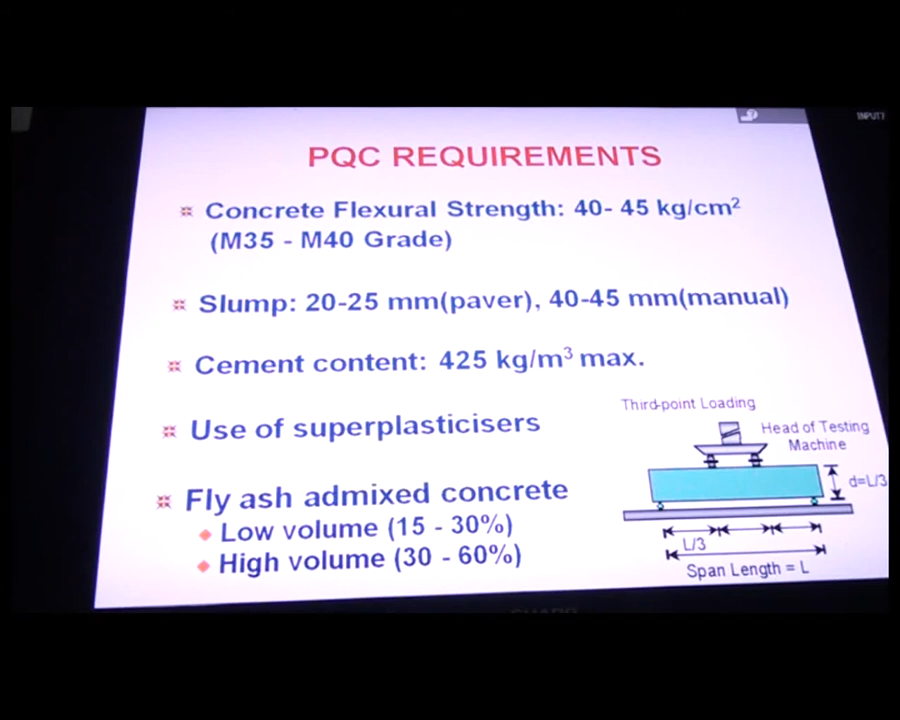 INPUT7
PQC REQUIREMENTS
Concrete Flexural Strength: 40- 45 kg/cm²
(M35 - M40 Grade)
Slump: 20-25 mm(paver), 40-45 mm(manual)
Cement content: 425 kg/m³ max.
Use of superplasticisers
Fly ash admixed concrete
Low volume (15 - 30%)
High volume (30 - 60%)
Third-point Loading
Head of Testing
Machine
d=L/3
L/3
Span Length = L
SHARP